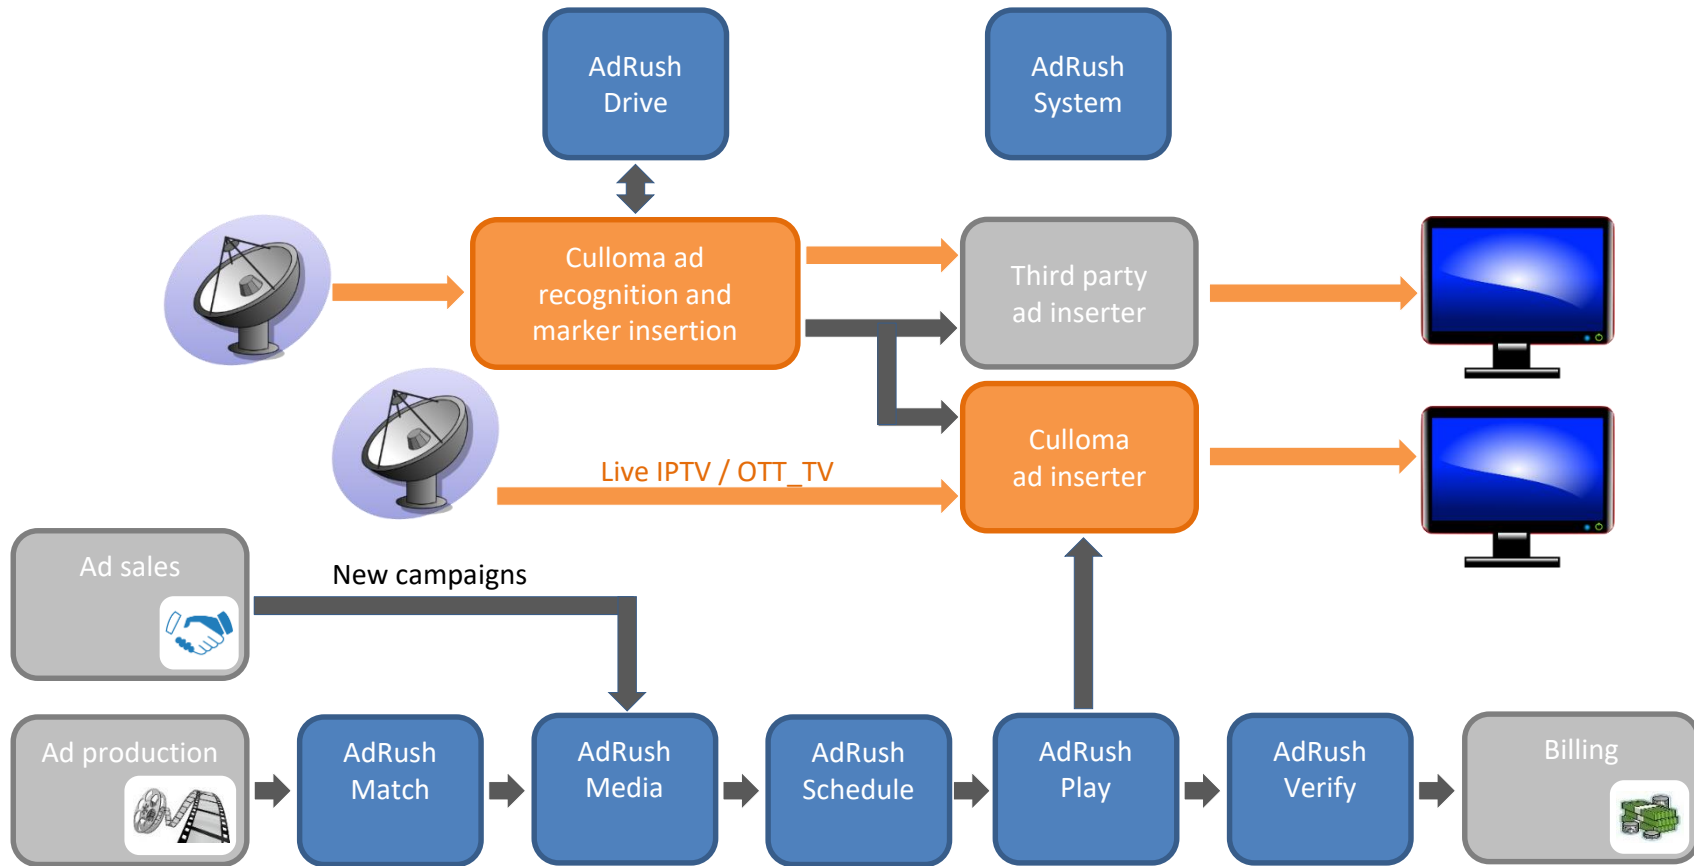 AdRush
Drive
AdRush
System
Culloma ad
recognition and
marker insertion
Third party
ad inserter
Culloma
ad inserter
Live IPTV / OTT_TV
Ad sales
New campaigns
Ad production
AdRush
Match
AdRush
Media
AdRush
Schedule
AdRush
Play
AdRush
Verify
Billing